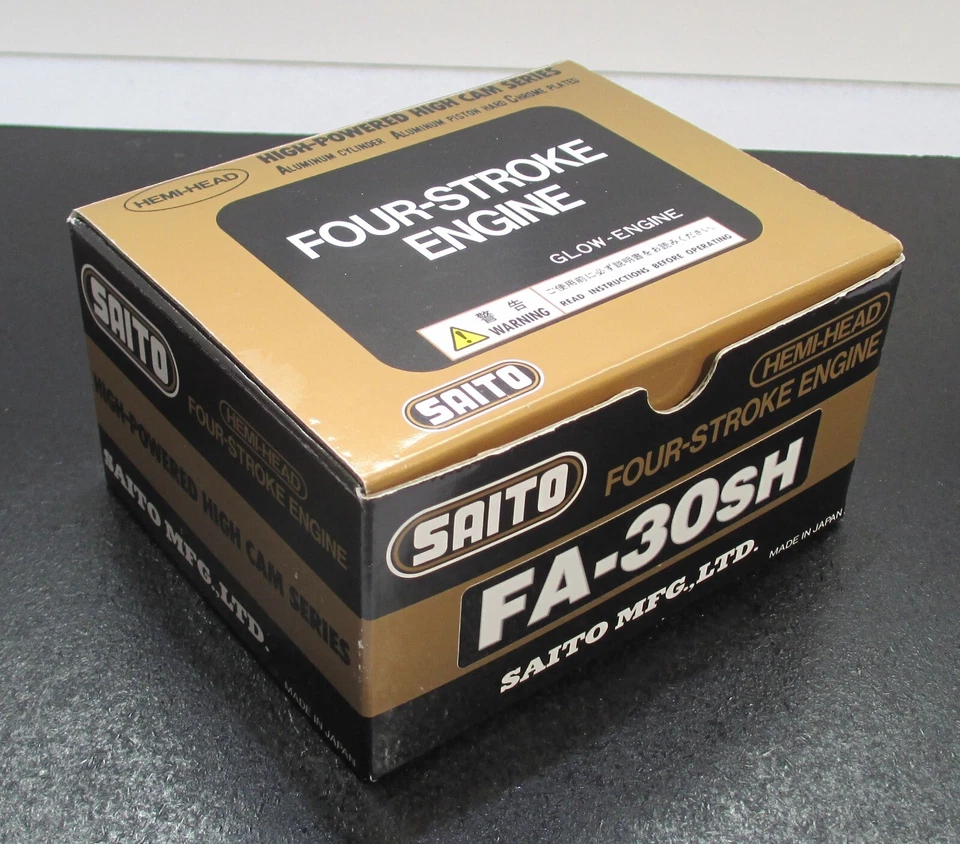 HIGH-POWERED HIGH CAM SERIES
ALUMINUM CYLINDER ALUMINUM PISTON HARD CHROME PLATED
HEMI-HEAD
FOUR-STROKE
ENGINE
GLOW-ENGINE
警告
WARNING
ご使用前に必ず説明書をお読みください。
READ INSTRUCTIONS BEFORE OPERATING
SAITO
SAITO
HEMI-HEAD
FOUR-STROKE ENGINE
HIGH-POWERED HIGH CAM SERIES
SAITO MFG.,LTD.
MADE IN JAPAN
SAITO
HEMI-HEAD
FOUR-STROKE ENGINE
FA-30SH
SAITO MFG.,LTD.
MADE IN JAPAN.